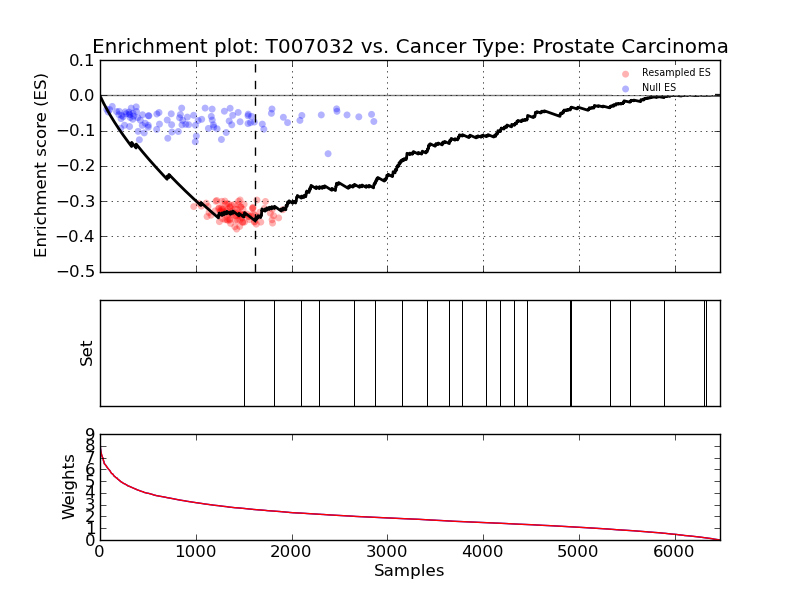 Enrichment plot: T007032 vs. Cancer Type: Prostate Carcinoma
0.1
0.0
−0.1
−0.2
−0.3
−0.4
−0.5
Enrichment score (ES)
Resampled ES
Null ES
Set
9
8
7
6
5
4
3
2
1
0
Weights
0 1000 2000 3000 4000 5000 6000
Samples